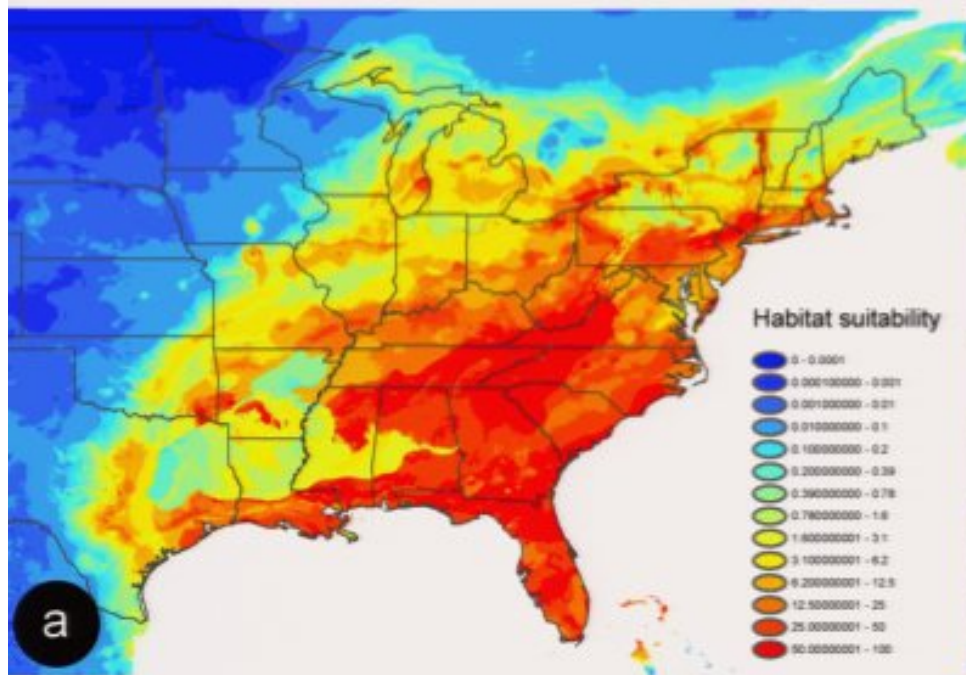 Habitat suitability
0 - 0.0001
0.000100000 - 0.001
0.001000000 - 0.01
0.010000000 - 0.1
0.100000000 - 0.2
0.200000000 - 0.39
0.390000000 - 0.78
0.780000000 - 1.6
1.600000001 - 3.1
3.100000001 - 6.2
6.200000001 - 12.5
12.50000001 - 25
25.00000001 - 50
50.00000001 - 100
a